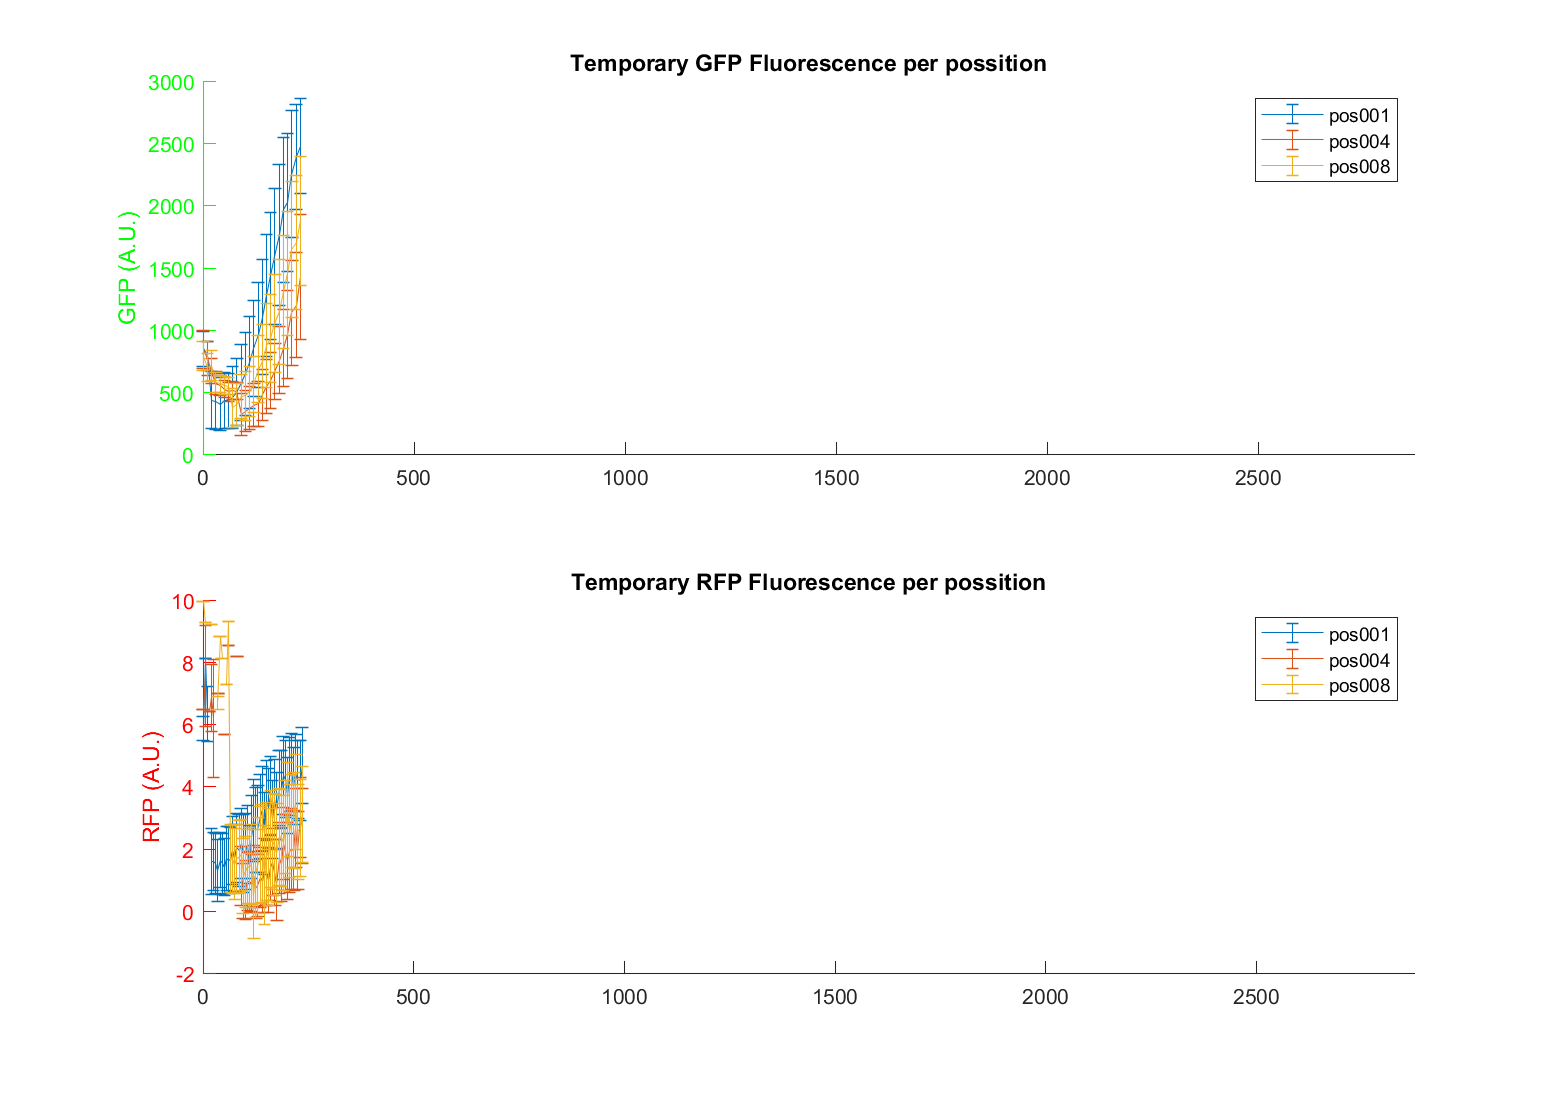 Temporary GFP Fluorescence per possition
3000
2500
2000
1500
1000
500
0
GFP (A.U.)
pos001
pos004
pos008
0 500 1000 1500 2000 2500
Temporary RFP Fluorescence per possition
10
8
6
4
2
0
-2
RFP (A.U.)
pos001
pos004
pos008
0 500 1000 1500 2000 2500